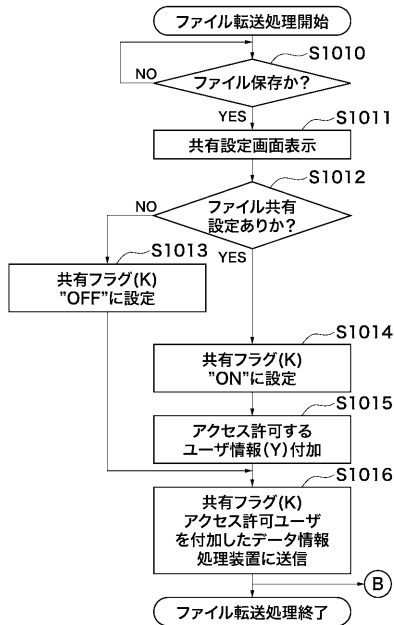 ファイル転送処理開始
S1010
NO
ファイル保存か?
YES
S1011
共有設定画面表示
S1012
NO
ファイル共有
設定ありか?
S1013
YES
共有フラグ(K)
"OFF"に設定
S1014
共有フラグ(K)
"ON"に設定
S1015
アクセス許可する
ユーザ情報(Y)付加
S1016
共有フラグ(K)
アクセス許可ユーザ
を付加したデータ情報
処理装置に送信
B
ファイル転送処理終了